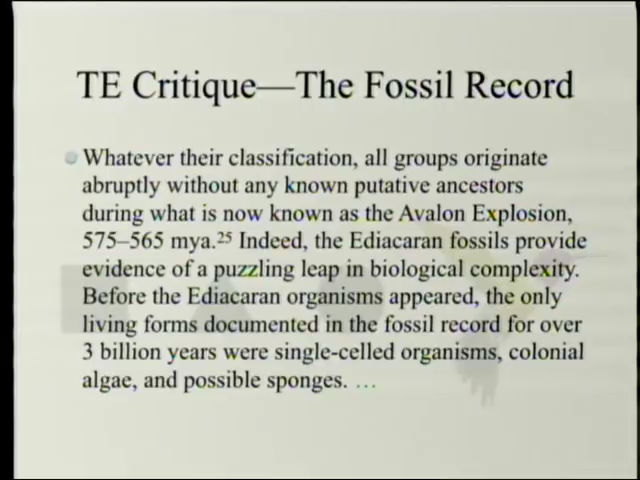 TE Critique—The Fossil Record
Whatever their classification, all groups originate
abruptly without any known putative ancestors
during what is now known as the Avalon Explosion,
575–565 mya.²⁵ Indeed, the Ediacaran fossils provide
evidence of a puzzling leap in biological complexity.
Before the Ediacaran organisms appeared, the only
living forms documented in the fossil record for over
3 billion years were single-celled organisms, colonial
algae, and possible sponges. …